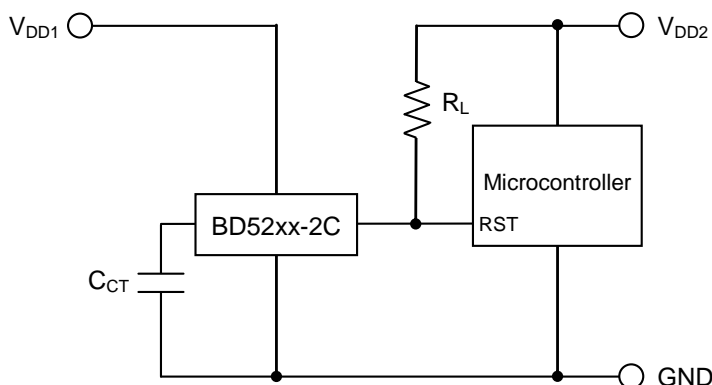 VDD1
VDD2
RL
Microcontroller
BD52xx-2C
RST
CCT
GND